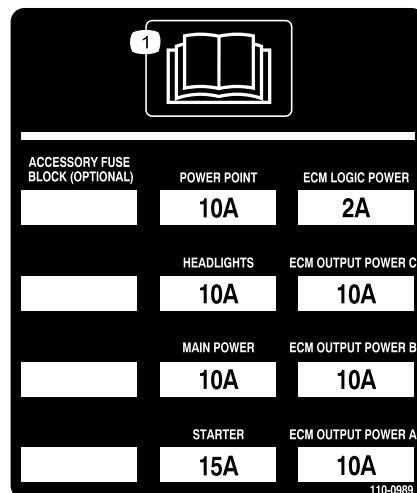 1
ACCESSORY FUSE
BLOCK (OPTIONAL)
POWER POINT
ECM LOGIC POWER
10A
2A
HEADLIGHTS
ECM OUTPUT POWER C
10A
10A
MAIN POWER
ECM OUTPUT POWER B
10A
10A
STARTER
ECM OUTPUT POWER A
15A
10A
110-0989